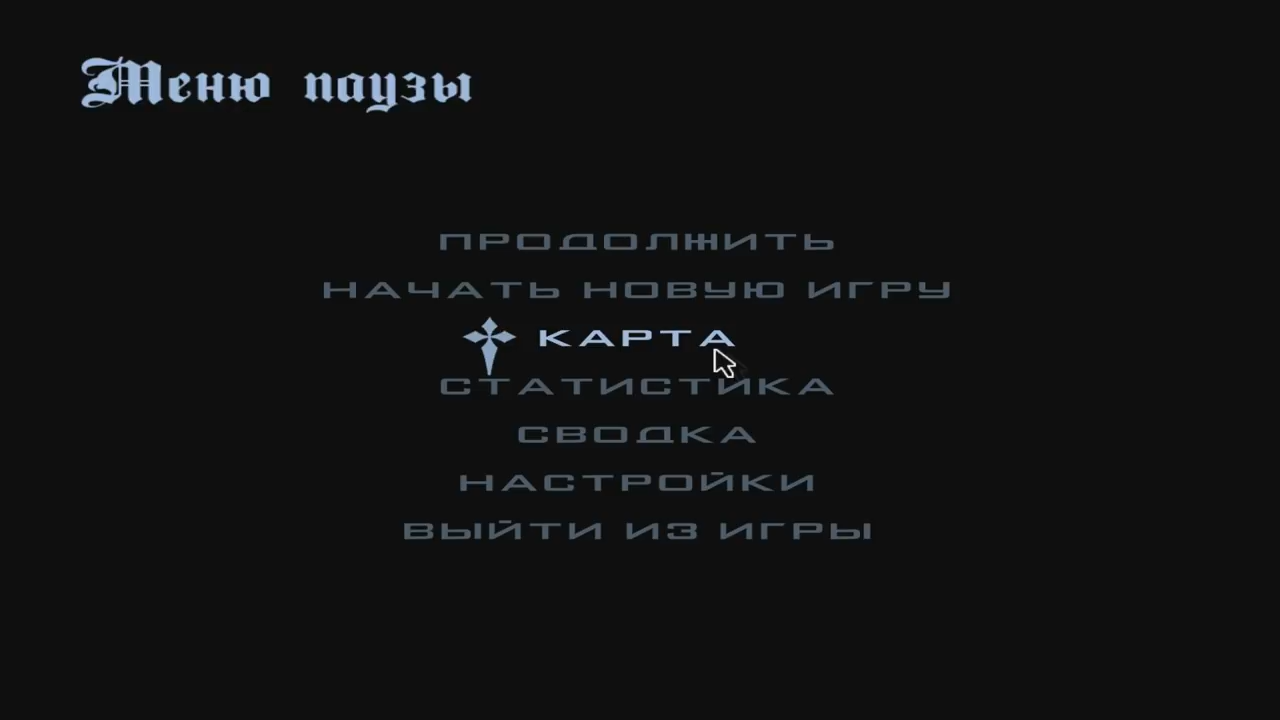 Меню паузы
ПРОДОЛЖИТЬ
НАЧАТЬ НОВУЮ ИГРУ
КАРТА
СТАТИСТИКА
СВОДКА
НАСТРОЙКИ
ВЫЙТИ ИЗ ИГРЫ